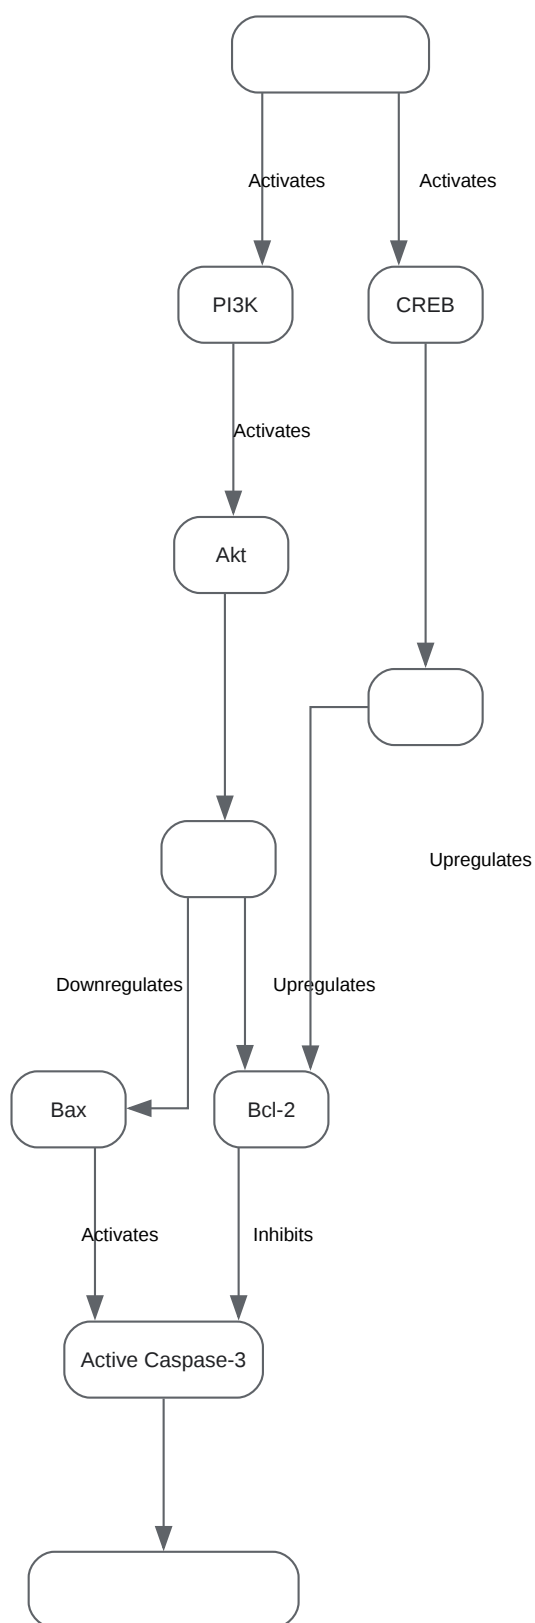 Activates
Activates
PI3K
CREB
Activates
Akt
Upregulates
Downregulates
Upregulates
Bax
Bcl-2
Activates
Inhibits
Active Caspase-3